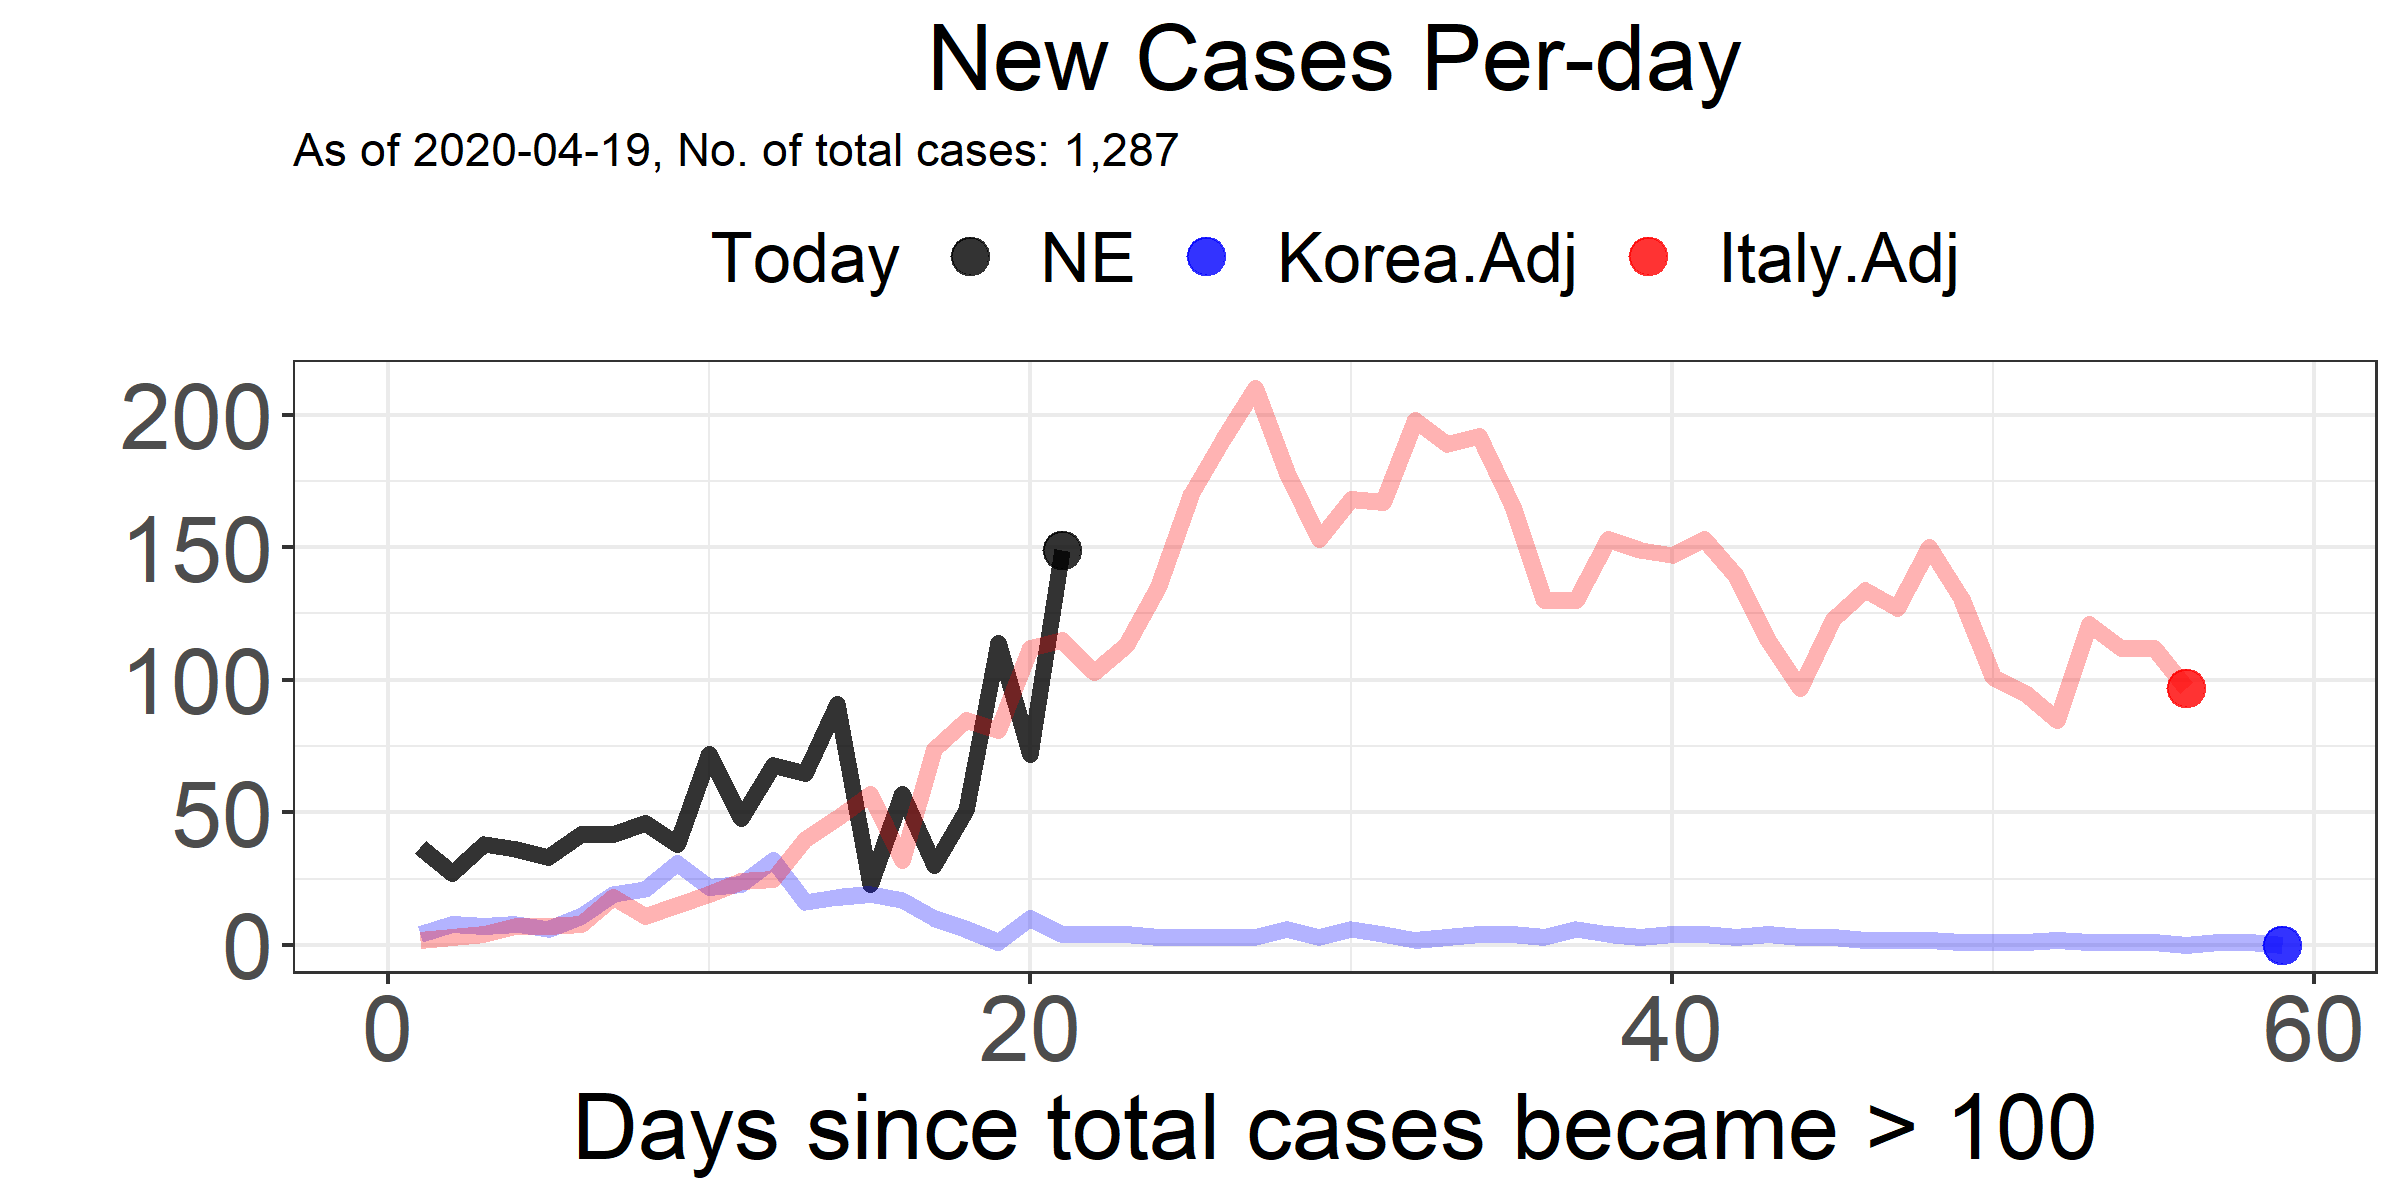 New Cases Per-day
As of 2020-04-19, No. of total cases: 1,287
Today NE Korea.Adj Italy.Adj
200
150
100
50
0
0 20 40 60
Days since total cases became > 100